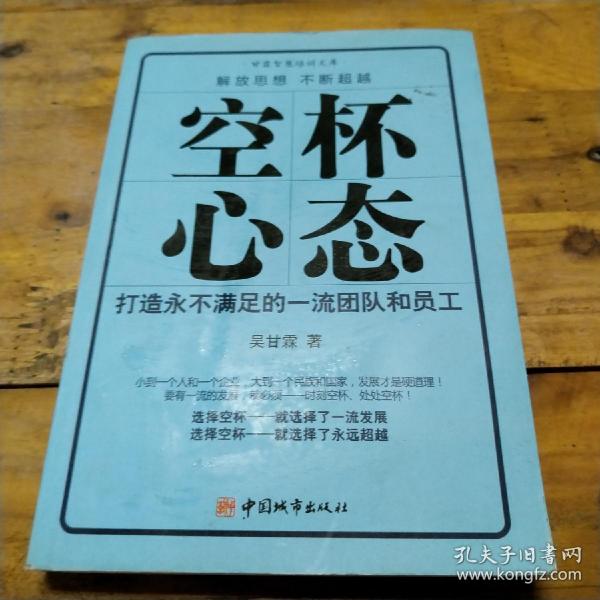 甘霖智慧培训文库
解放思想 不断超越
空杯
心态
打造永不满足的一流团队和员工
吴甘霖 著
小到一个人和一个企业，大到一个民族和国家，发展才是硬道理！
要有一流的发展，就必须——时刻空杯、处处空杯！
选择空杯——就选择了一流发展
选择空杯——就选择了永远超越
中国城市出版社
孔夫子旧书网
www.kongfz.com